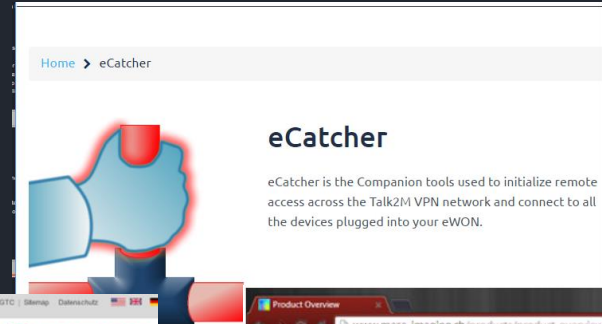 Home > eCatcher
eCatcher
eCatcher is the Companion tools used to initialize remote
access across the Talk2M VPN network and connect to all
the devices plugged into your eWON.
GTC | Sitemap Datenschutz
Product Overview